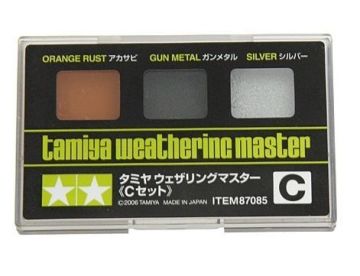 ORANGE RUST アカサビ GUN METAL ガンメタル SILVER シルバー
tamiya weathering master
タミヤ ウェザリングマスター
《Cセット》 C
©2006 TAMIYA MADE IN JAPAN ITEM87085